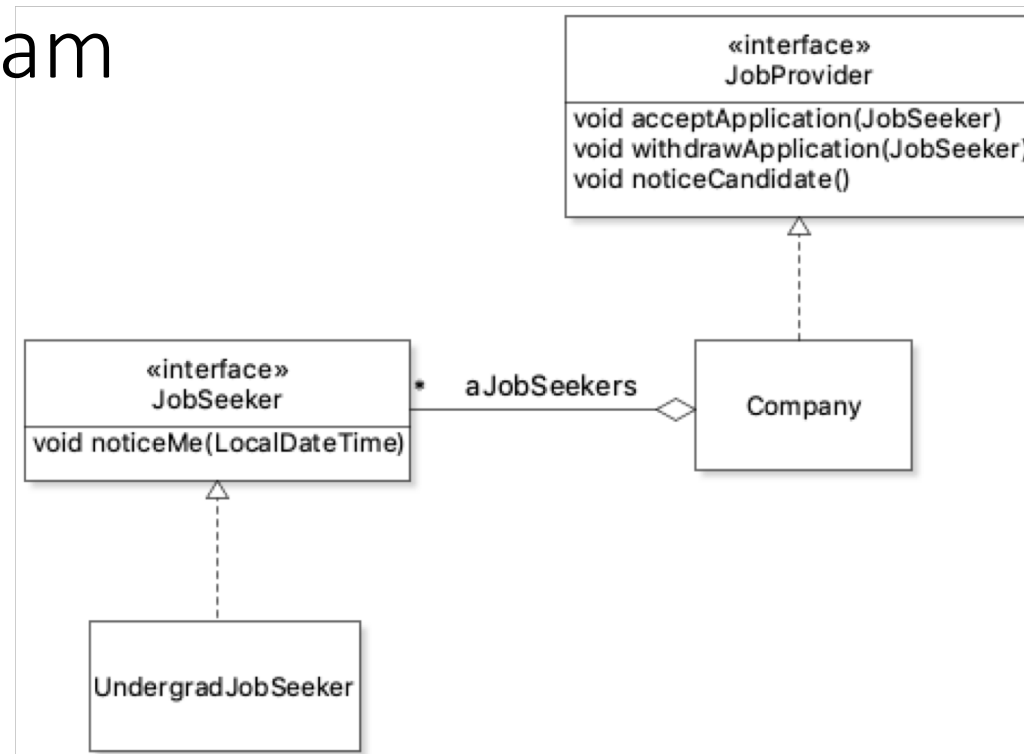 am
«interface»
JobProvider
void acceptApplication(JobSeeker)
void withdrawApplication(JobSeeker)
void noticeCandidate()
«interface»
JobSeeker
void noticeMe(LocalDateTime)
* aJobSeekers
Company
UndergradJobSeeker